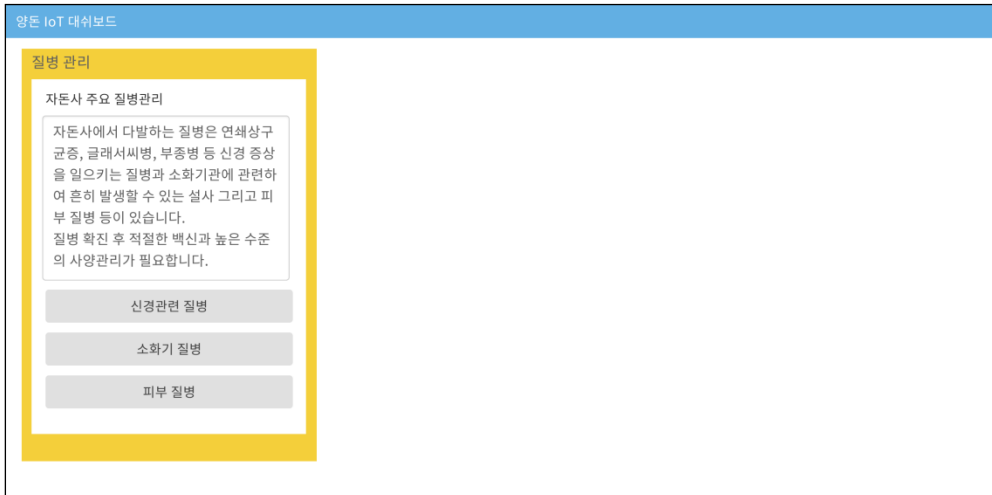 양돈 IoT 대쉬보드
질병 관리
자돈사 주요 질병관리
자돈사에서 다발하는 질병은 연쇄상구
균증, 글래서씨병, 부종병 등 신경 증상
을 일으키는 질병과 소화기관에 관련하
여 흔히 발생할 수 있는 설사 그리고 피
부 질병 등이 있습니다.
질병 확진 후 적절한 백신과 높은 수준
의 사양관리가 필요합니다.
신경관련 질병
소화기 질병
피부 질병